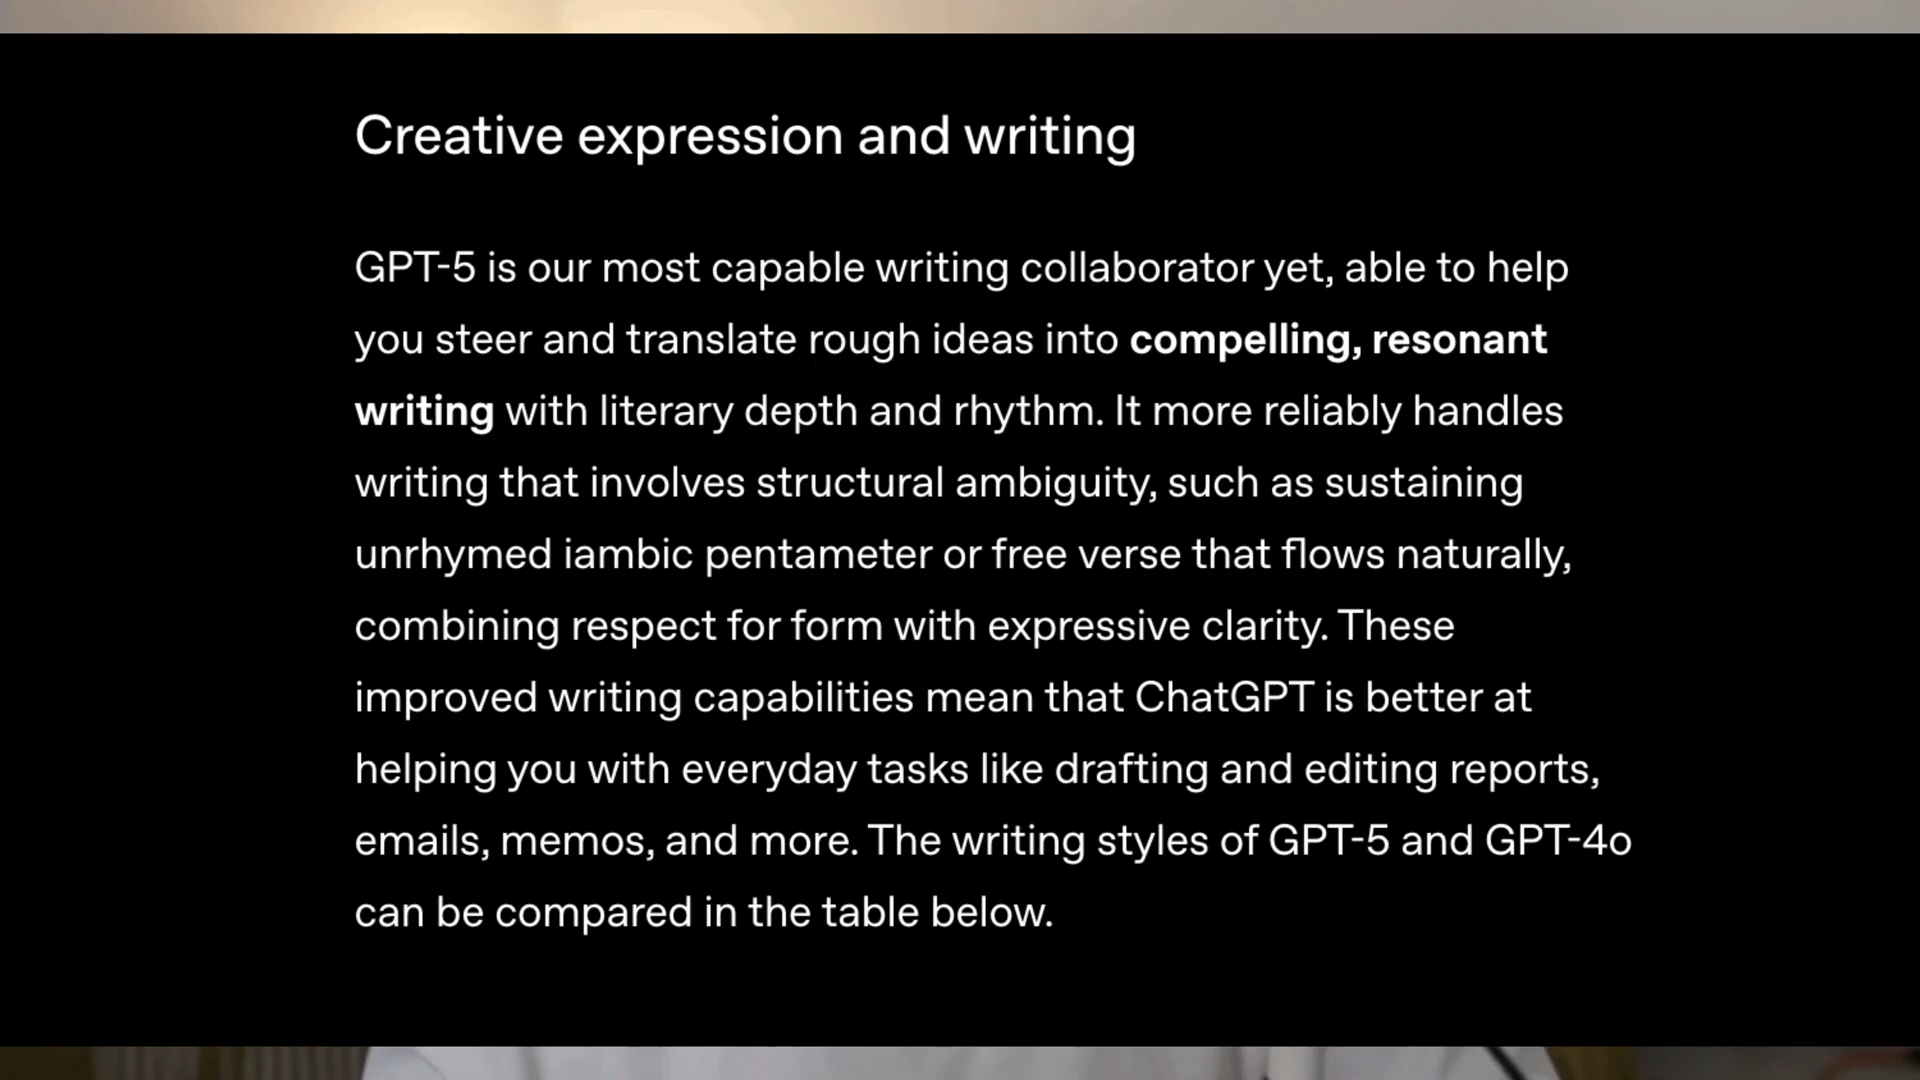 Creative expression and writing
GPT-5 is our most capable writing collaborator yet, able to help
you steer and translate rough ideas into compelling, resonant
writing with literary depth and rhythm. It more reliably handles
writing that involves structural ambiguity, such as sustaining
unrhymed iambic pentameter or free verse that flows naturally,
combining respect for form with expressive clarity. These
improved writing capabilities mean that ChatGPT is better at
helping you with everyday tasks like drafting and editing reports,
emails, memos, and more. The writing styles of GPT-5 and GPT-4o
can be compared in the table below.